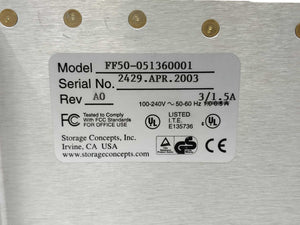 Model FF50-051360001
Serial No. 2429.APR.2003
Rev A0 3/1.5A
100-240V ~ 50-60 Hz
FC Tested To Comply With FCC Standards FOR OFFICE USE
UL LISTED I.T.E. E135736
Storage Concepts, Inc.
Irvine, CA USA
www.storageconcepts.com